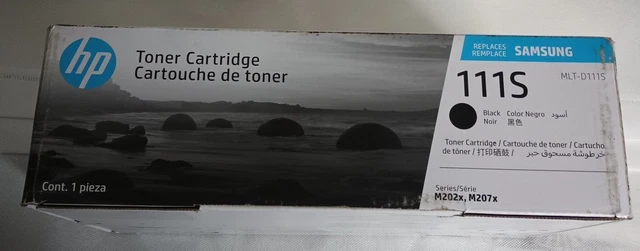 hp
Toner Cartridge
Cartouche de toner
Cont. 1 pieza
REPLACES
REMPLACE
SAMSUNG
111S
MLT-D111S
Black Color Negro أسود
Noir 黑色
Toner Cartridge / Cartouche de toner / Cartucho
de tóner / 打印硒鼓 / خرطوشة مسحوق حبر
Series/Série
M202x, M207x